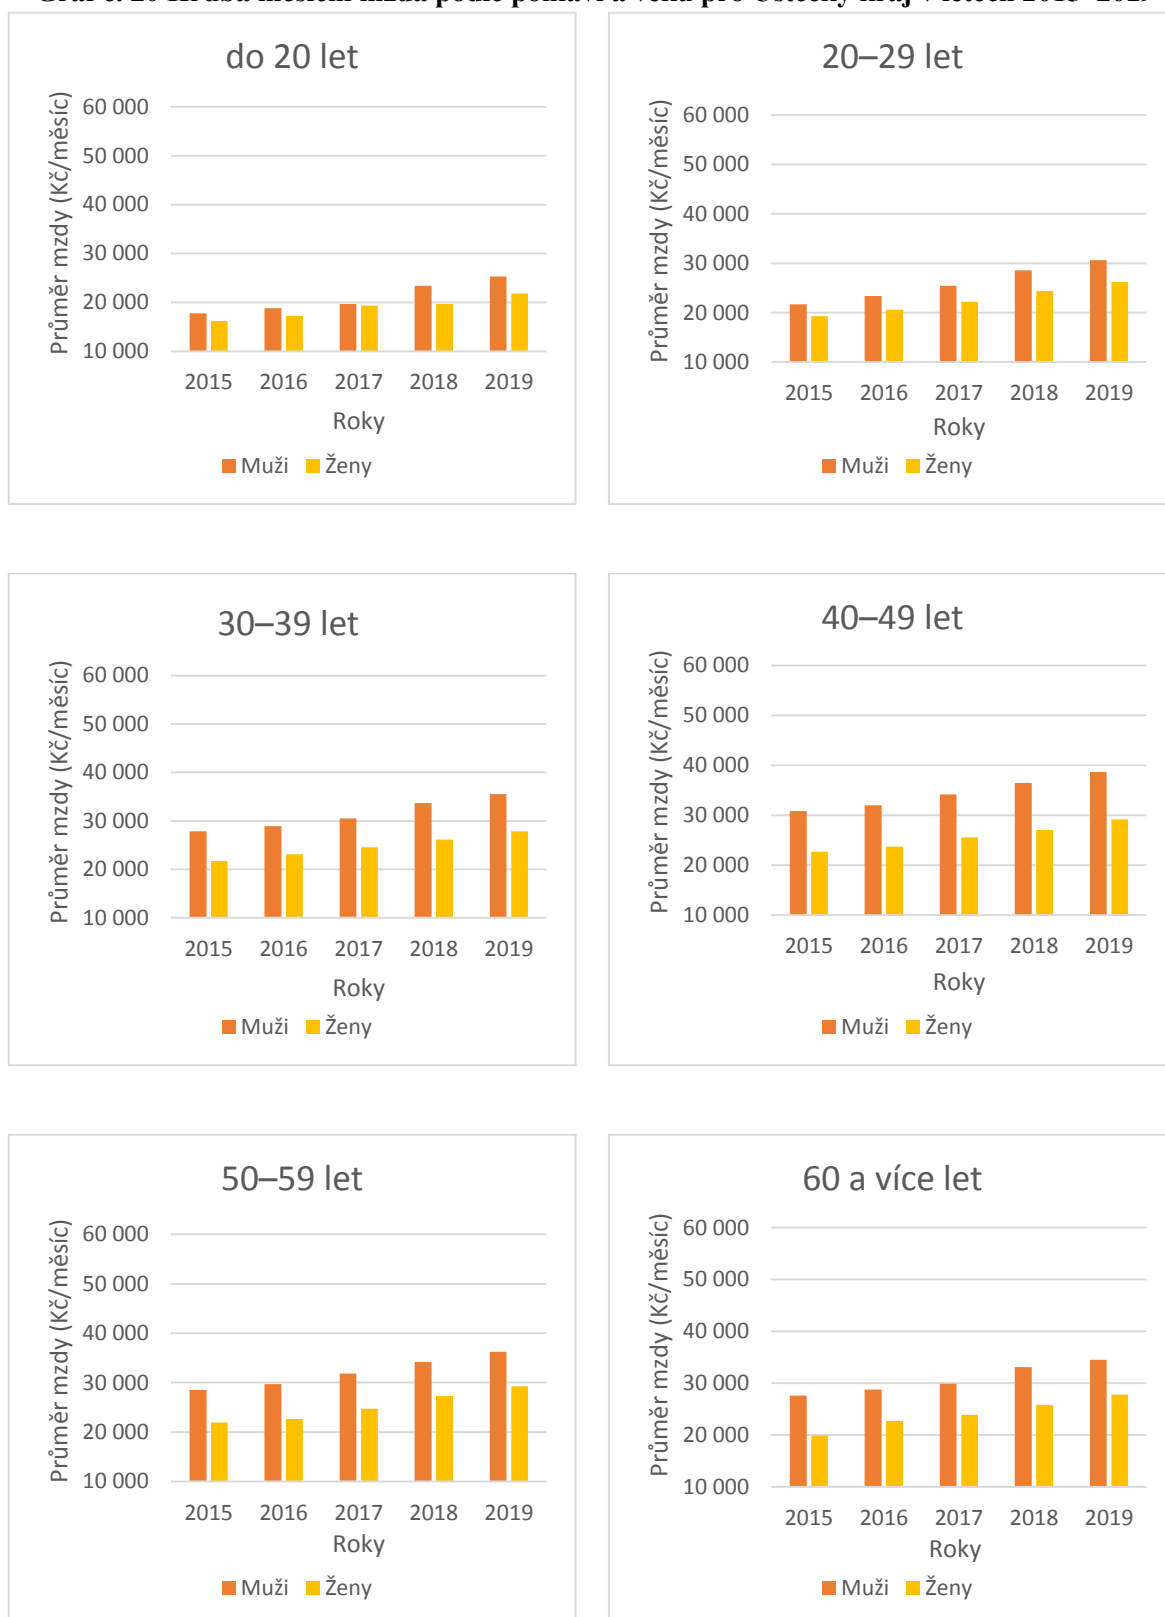 do 20 let
Průměr mzdy (Kč/měsíc)
60 000
50 000
40 000
30 000
20 000
10 000
2015 2016 2017 2018 2019
Roky
Muži Ženy
20–29 let
Průměr mzdy (Kč/měsíc)
60 000
50 000
40 000
30 000
20 000
10 000
2015 2016 2017 2018 2019
Roky
Muži Ženy
30–39 let
Průměr mzdy (Kč/měsíc)
60 000
50 000
40 000
30 000
20 000
10 000
2015 2016 2017 2018 2019
Roky
Muži Ženy
40–49 let
Průměr mzdy (Kč/měsíc)
60 000
50 000
40 000
30 000
20 000
10 000
2015 2016 2017 2018 2019
Roky
Muži Ženy
50–59 let
Průměr mzdy (Kč/měsíc)
60 000
50 000
40 000
30 000
20 000
10 000
2015 2016 2017 2018 2019
Roky
Muži Ženy
60 a více let
Průměr mzdy (Kč/měsíc)
60 000
50 000
40 000
30 000
20 000
10 000
2015 2016 2017 2018 2019
Roky
Muži Ženy